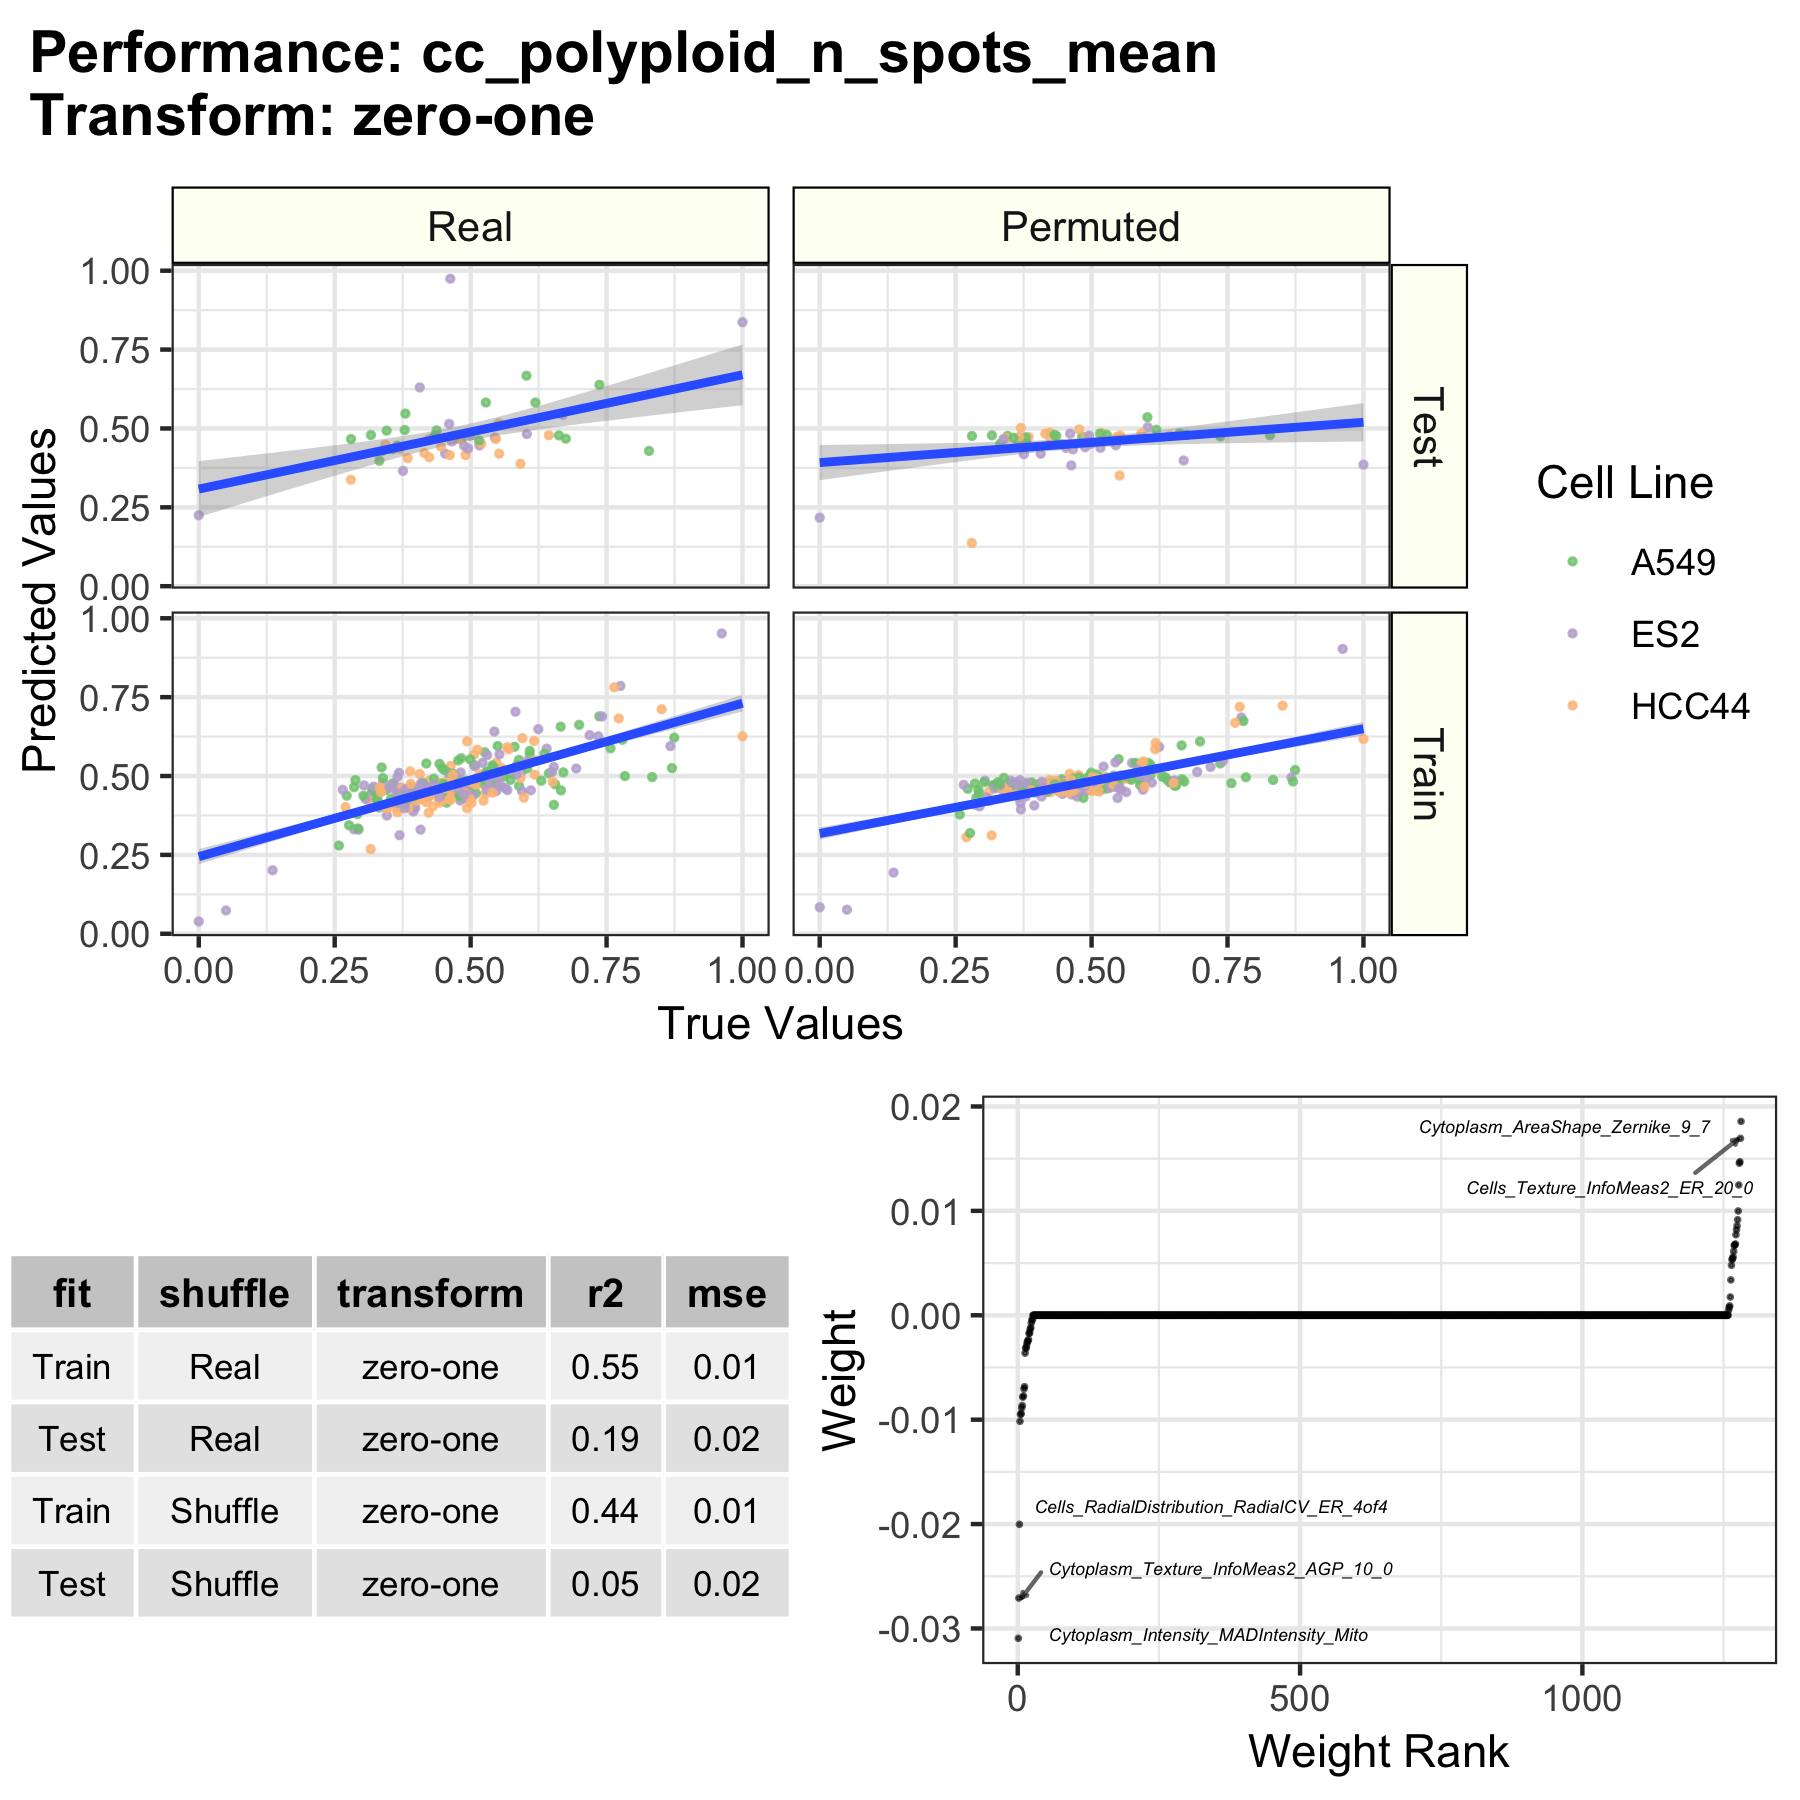 Performance: cc_polyploid_n_spots_mean
Transform: zero-one
Real
Permuted
1.00
0.75
0.50
0.25
0.00
Test
1.00
0.75
0.50
0.25
0.00
Train
Predicted Values
0.00 0.25 0.50 0.75 1.00
0.00 0.25 0.50 0.75 1.00
True Values
Cell Line
A549
ES2
HCC44
fit shuffle transform r2 mse
Train Real zero-one 0.55 0.01
Test Real zero-one 0.19 0.02
Train Shuffle zero-one 0.44 0.01
Test Shuffle zero-one 0.05 0.02
Weight
0.02
0.01
0.00
-0.01
-0.02
-0.03
Cytoplasm_AreaShape_Zernike_9_7
Cells_Texture_InfoMeas2_ER_20_0
Cells_RadialDistribution_RadialCV_ER_4of4
Cytoplasm_Texture_InfoMeas2_AGP_10_0
Cytoplasm_Intensity_MADIntensity_Mito
0 500 1000
Weight Rank